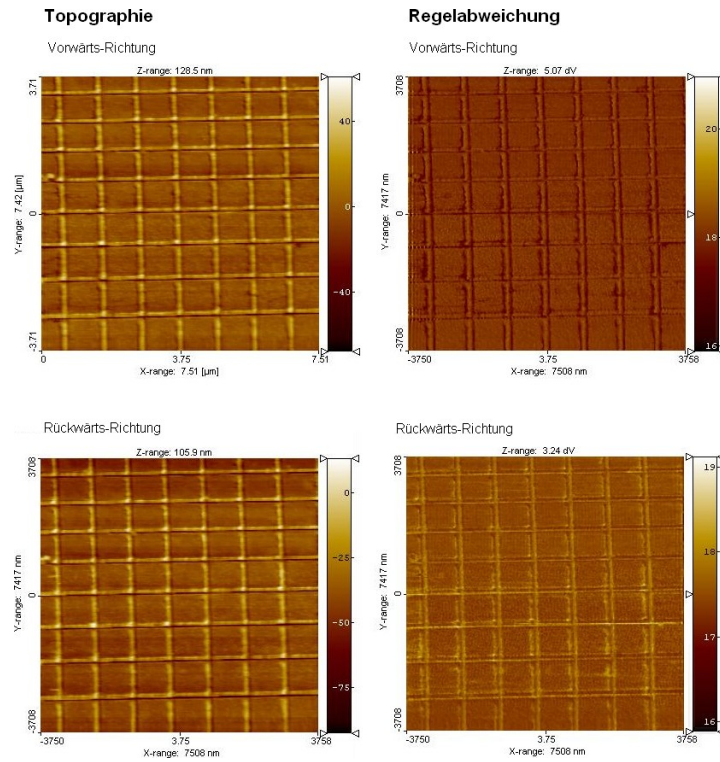 Topographie
Regelabweichung
Vorwärts-Richtung
Vorwärts-Richtung
Z-range: 128.5 nm
Z-range: 5.07 dV
3.71
0
-3.71
Y-range: 7.42 [µm]
40
0
-40
0
3.75
7.51
X-range: 7.51 [µm]
3708
0
-3708
Y-range: 7417 nm
20
18
16
-3750
3.75
3758
X-range: 7508 nm
Rückwärts-Richtung
Rückwärts-Richtung
Z-range: 105.9 nm
Z-range: 3.24 dV
3708
0
-3708
Y-range: 7417 nm
0
-25
-50
-75
-3750
3.75
3758
X-range: 7508 nm
3708
0
-3708
Y-range: 7417 nm
19
18
17
16
-3750
3.75
3758
X-range: 7508 nm